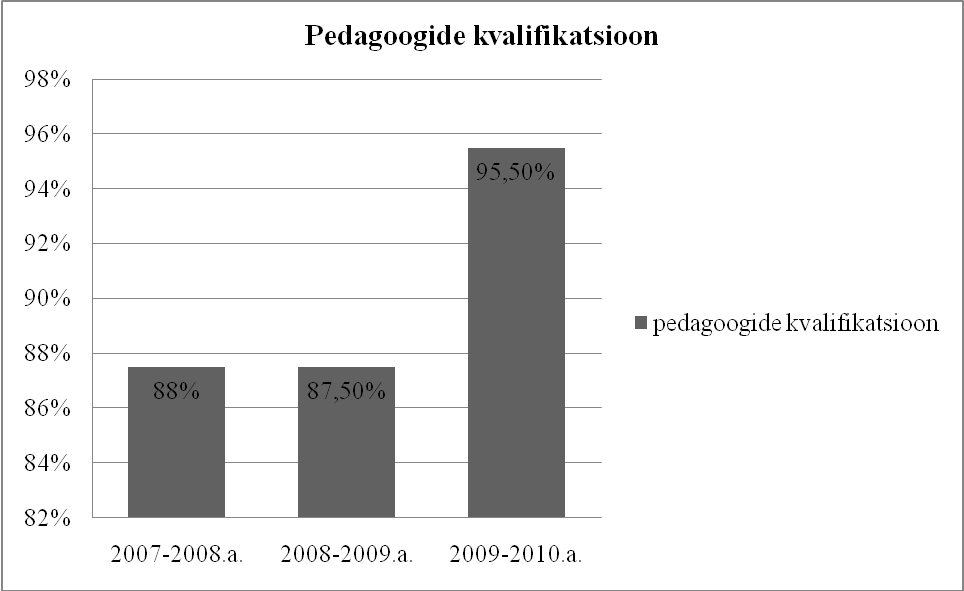 Pedagoogide kvalifikatsioon
98%
96%
94%
92%
90%
88%
86%
84%
82%
88%
87,50%
95,50%
2007-2008.a.
2008-2009.a.
2009-2010.a.
pedagoogide kvalifikatsioon